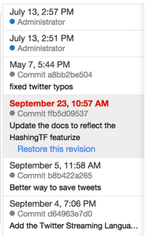 July 13, 2:57 PM
Administrator
July 13, 2:51 PM
Administrator
May 7, 5:44 PM
Commit a8bb2be504
fixed twitter typos
September 23, 10:57 AM
Commit ffb5d09537
Update the docs to reflect the
HashingTF featurize
Restore this revision
September 5, 11:58 AM
Commit b8b422a265
Better way to save tweets
September 4, 7:06 PM
Commit d64963e7d0
Add the Twitter Streaming Langua...